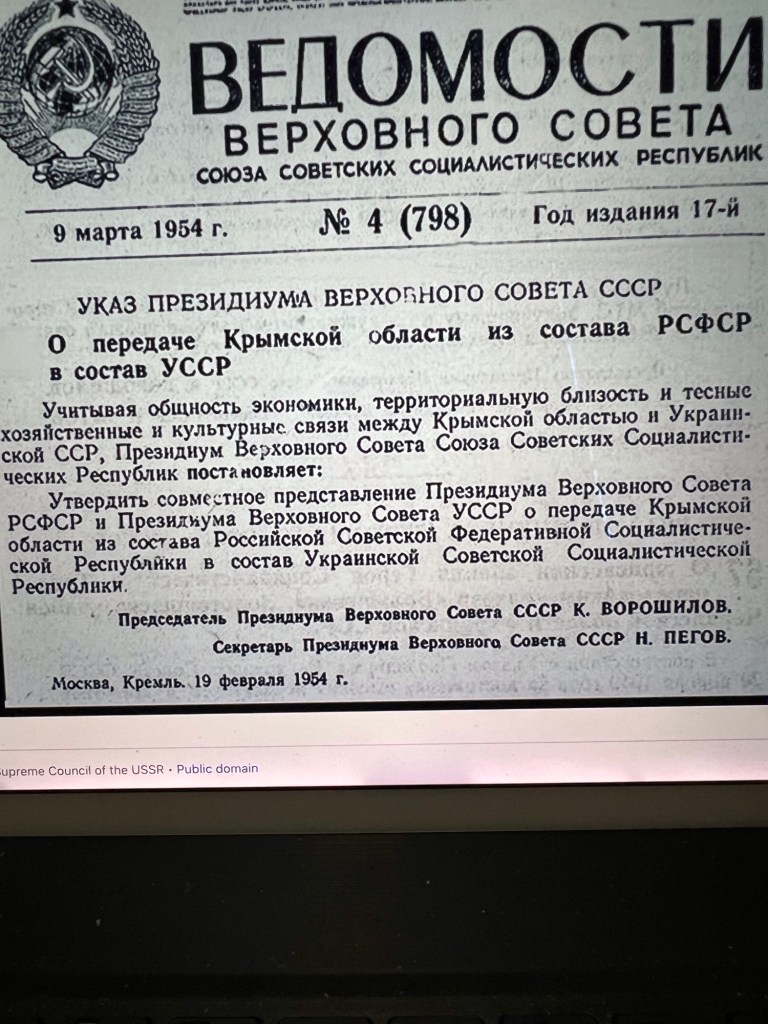 ВЕДОМОСТИ
ВЕРХОВНОГО СОВЕТА
СОЮЗА СОВЕТСКИХ СОЦИАЛИСТИЧЕСКИХ РЕСПУБЛИК
9 марта 1954 г. № 4 (798) Год издания 17-й
УКАЗ ПРЕЗИДИУМА ВЕРХОВНОГО СОВЕТА СССР
О передаче Крымской области из состава РСФСР
в состав УССР
Учитывая общность экономики, территориальную близость и тесные
хозяйственные и культурные связи между Крымской областью и Украин-
ской ССР, Президиум Верховного Совета Союза Советских Социалисти-
ческих Республик постановляет:
Утвердить совместное представление Президиума Верховного Совета
РСФСР и Президиума Верховного Совета УССР о передаче Крымской
области из состава Российской Советской Федеративной Социалистиче-
ской Республики в состав Украинской Советской Социалистической
Республики.
Председатель Президиума Верховного Совета СССР К. ВОРОШИЛОВ.
Секретарь Президиума Верховного Совета СССР Н. ПЕГОВ.
Москва, Кремль. 19 февраля 1954 г.
Supreme Council of the USSR • Public domain